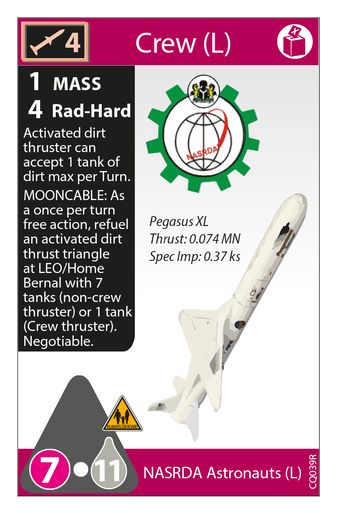 4
Crew (L)
1 MASS
4 Rad-Hard
Activated dirt
thruster can
accept 1 tank of
dirt max per Turn.
MOONCABLE: As
a once per turn
free action, refuel
an activated dirt
thrust triangle
at LEO/Home
Bernal with 7
tanks (non-crew
thruster) or 1 tank
(Crew thruster).
Negotiable.
NASRDA
Pegasus XL
Thrust: 0.074 MN
Spec Imp: 0.37 ks
7 • 11
NASRDA Astronauts (L)
CQ039R